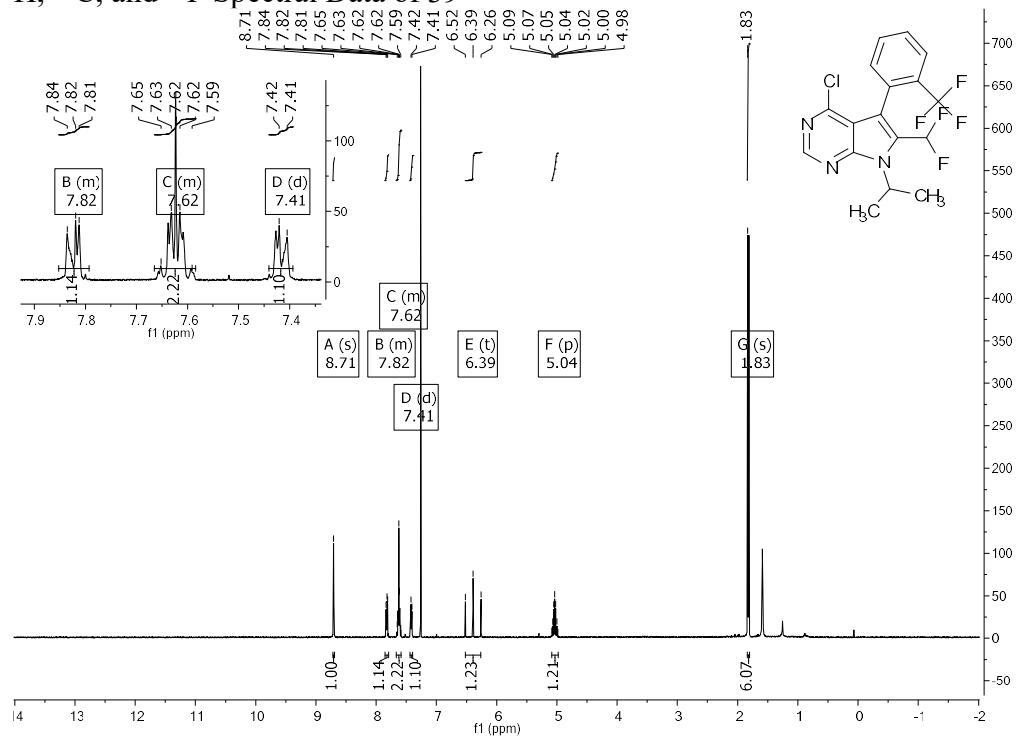 H, C, and F Spectral Data of 39
8.71
7.84
7.82
7.81
7.65
7.63
7.62
7.62
7.59
7.42
7.41
6.52
6.39
6.26
5.09
5.07
5.05
5.04
5.02
5.00
4.98
1.83
7.84
7.82
7.81
7.65
7.63
7.62
7.62
7.59
7.42
7.41
B (m)
7.82
C (m)
7.62
D (d)
7.41
1.14
2.22
1.10
7.9 7.8 7.7 7.6 7.5 7.4
f1 (ppm)
100
50
0
Cl
N
N
N
F
F
F
F
F
H₃C
CH₃
C (m)
7.62
A (s)
8.71
B (m)
7.82
E (t)
6.39
F (p)
5.04
G (s)
1.83
D (d)
7.41
700
650
600
550
500
450
400
350
300
250
200
150
100
50
0
-50
1.00
1.14
2.22
1.10
1.23
1.21
6.07
14 13 12 11 10 9 8 7 6 5 4 3 2 1 0 -1 -2
f1 (ppm)